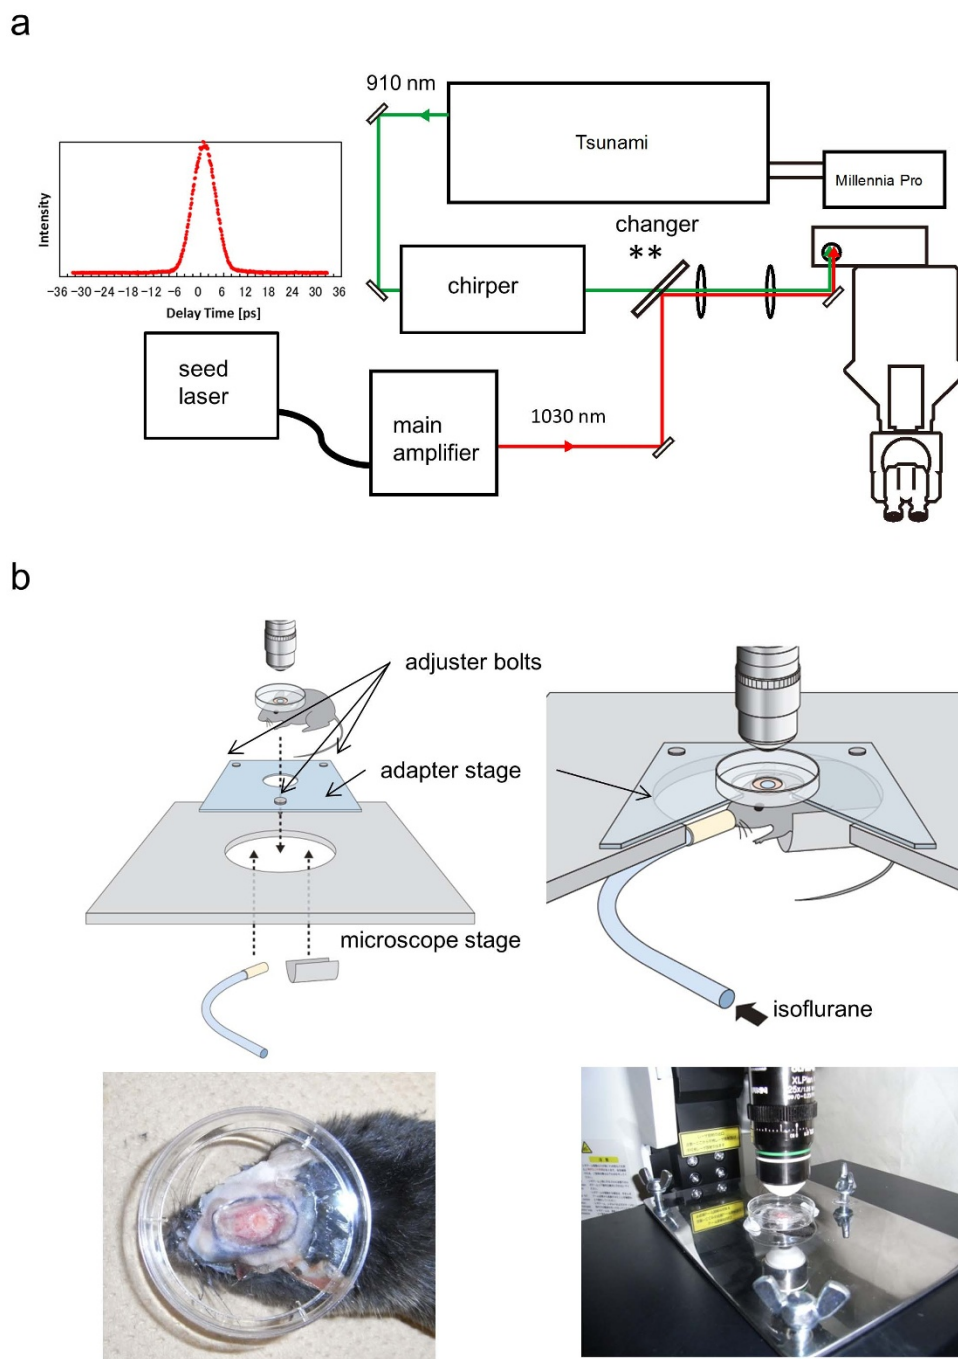 a
910 nm
Tsunami
Millennia Pro
changer
**
chirper
Intensity
−36 −30 −24 −18 −12 −6 0 6 12 18 24 30 36
Delay Time [ps]
seed
laser
main
amplifier
1030 nm
b
adjuster bolts
adapter stage
microscope stage
isoflurane
XLPlan